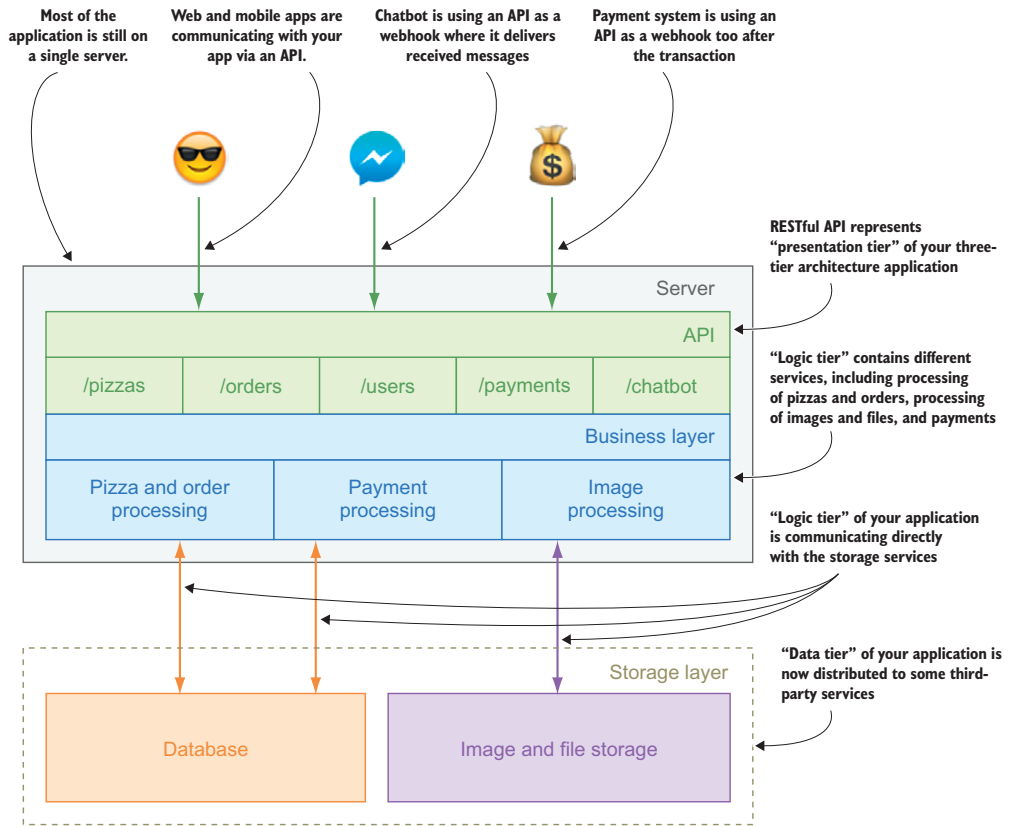 Most of the
application is still on
a single server.
Web and mobile apps are
communicating with your
app via an API.
Chatbot is using an API as a
webhook where it delivers
received messages
Payment system is using an
API as a webhook too after
the transaction
$
RESTful API represents
“presentation tier” of your three-
tier architecture application
Server
API
/pizzas
/orders
/users
/payments
/chatbot
“Logic tier” contains different
services, including processing
of pizzas and orders, processing
of images and files, and payments
Business layer
Pizza and order
processing
Payment
processing
Image
processing
“Logic tier” of your application
is communicating directly
with the storage services
Storage layer
Database
Image and file storage
“Data tier” of your application is
now distributed to some third-
party services